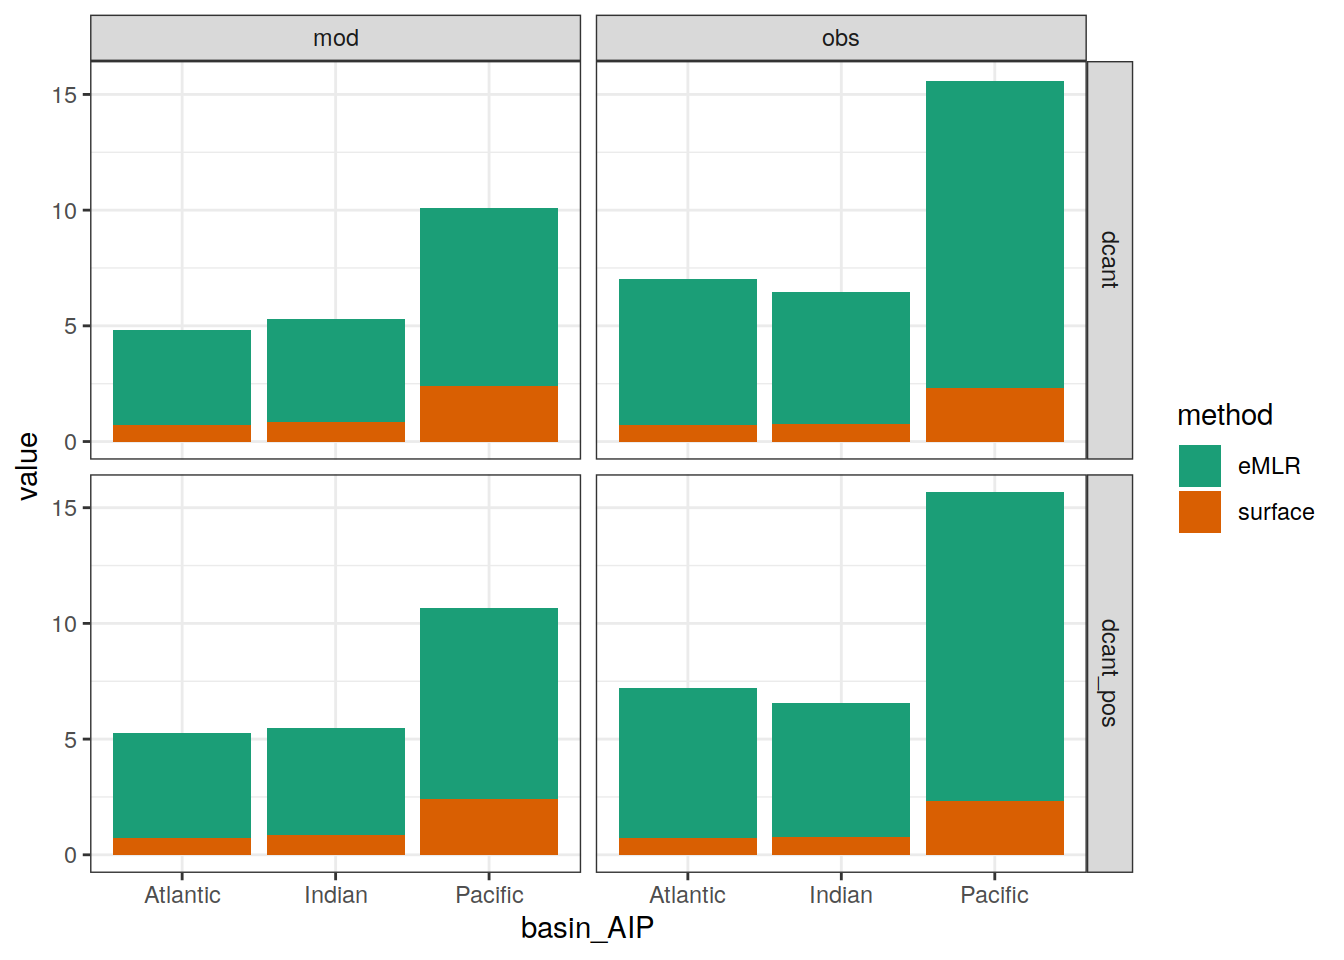 mod
obs
15
10
5
0
dcant
15
10
5
0
dcant_pos
Atlantic
Indian
Pacific
Atlantic
Indian
Pacific
value
basin_AIP
method
eMLR
surface